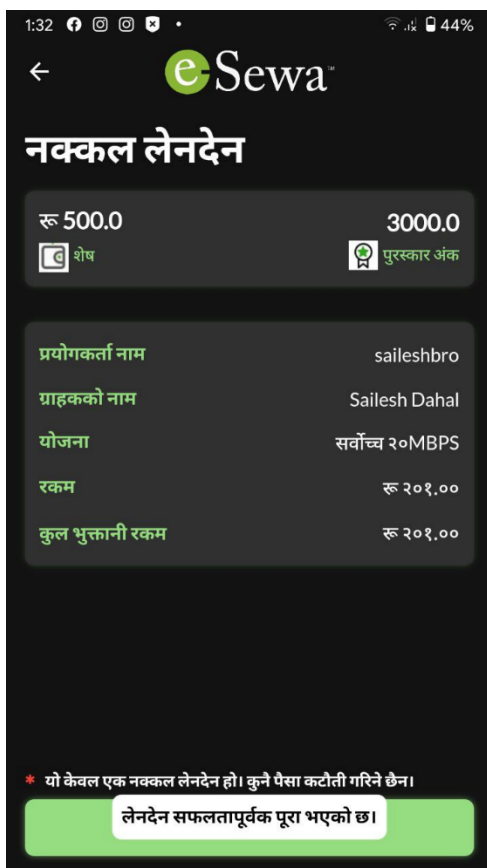 1:32 44%
e-Sewa™
नक्कल लेनदेन
रू 500.0 3000.0
शेष पुरस्कार अंक
प्रयोगकर्ता नाम saileshbro
ग्राहकको नाम Sailesh Dahal
योजना सर्वोच्च २०MBPS
रकम रू २०१.००
कुल भुक्तानी रकम रू २०१.००
* यो केवल एक नक्कल लेनदेन हो। कुनै पैसा कटौती गरिने छैन।
लेनदेन सफलतापूर्वक पूरा भएको छ।